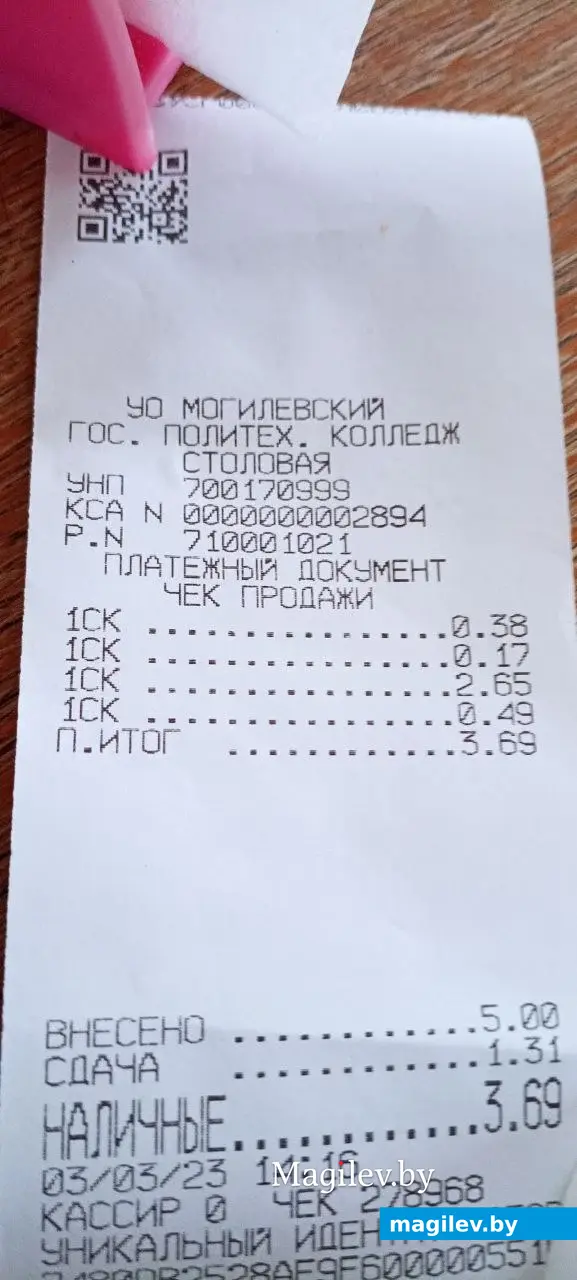 УО МОГИЛЕВСКИЙ
ГОС. ПОЛИТЕХ. КОЛЛЕДЖ
СТОЛОВАЯ
УНП 700170999
КСА N 0000000002894
Р.N 710001021
ПЛАТЕЖНЫЙ ДОКУМЕНТ
ЧЕК ПРОДАЖИ
1СК ................0.38
1СК ................0.17
1СК ................2.65
1СК ................0.49
П.ИТОГ ............3.69
ВНЕСЕНО ............5.00
СДАЧА ............1.31
НАЛИЧНЫЕ...........3.69
03/03/23
Magilev.by
КАССИР 0 ЧЕК 278968
magilev.by
УНИКАЛЬНЫЙ